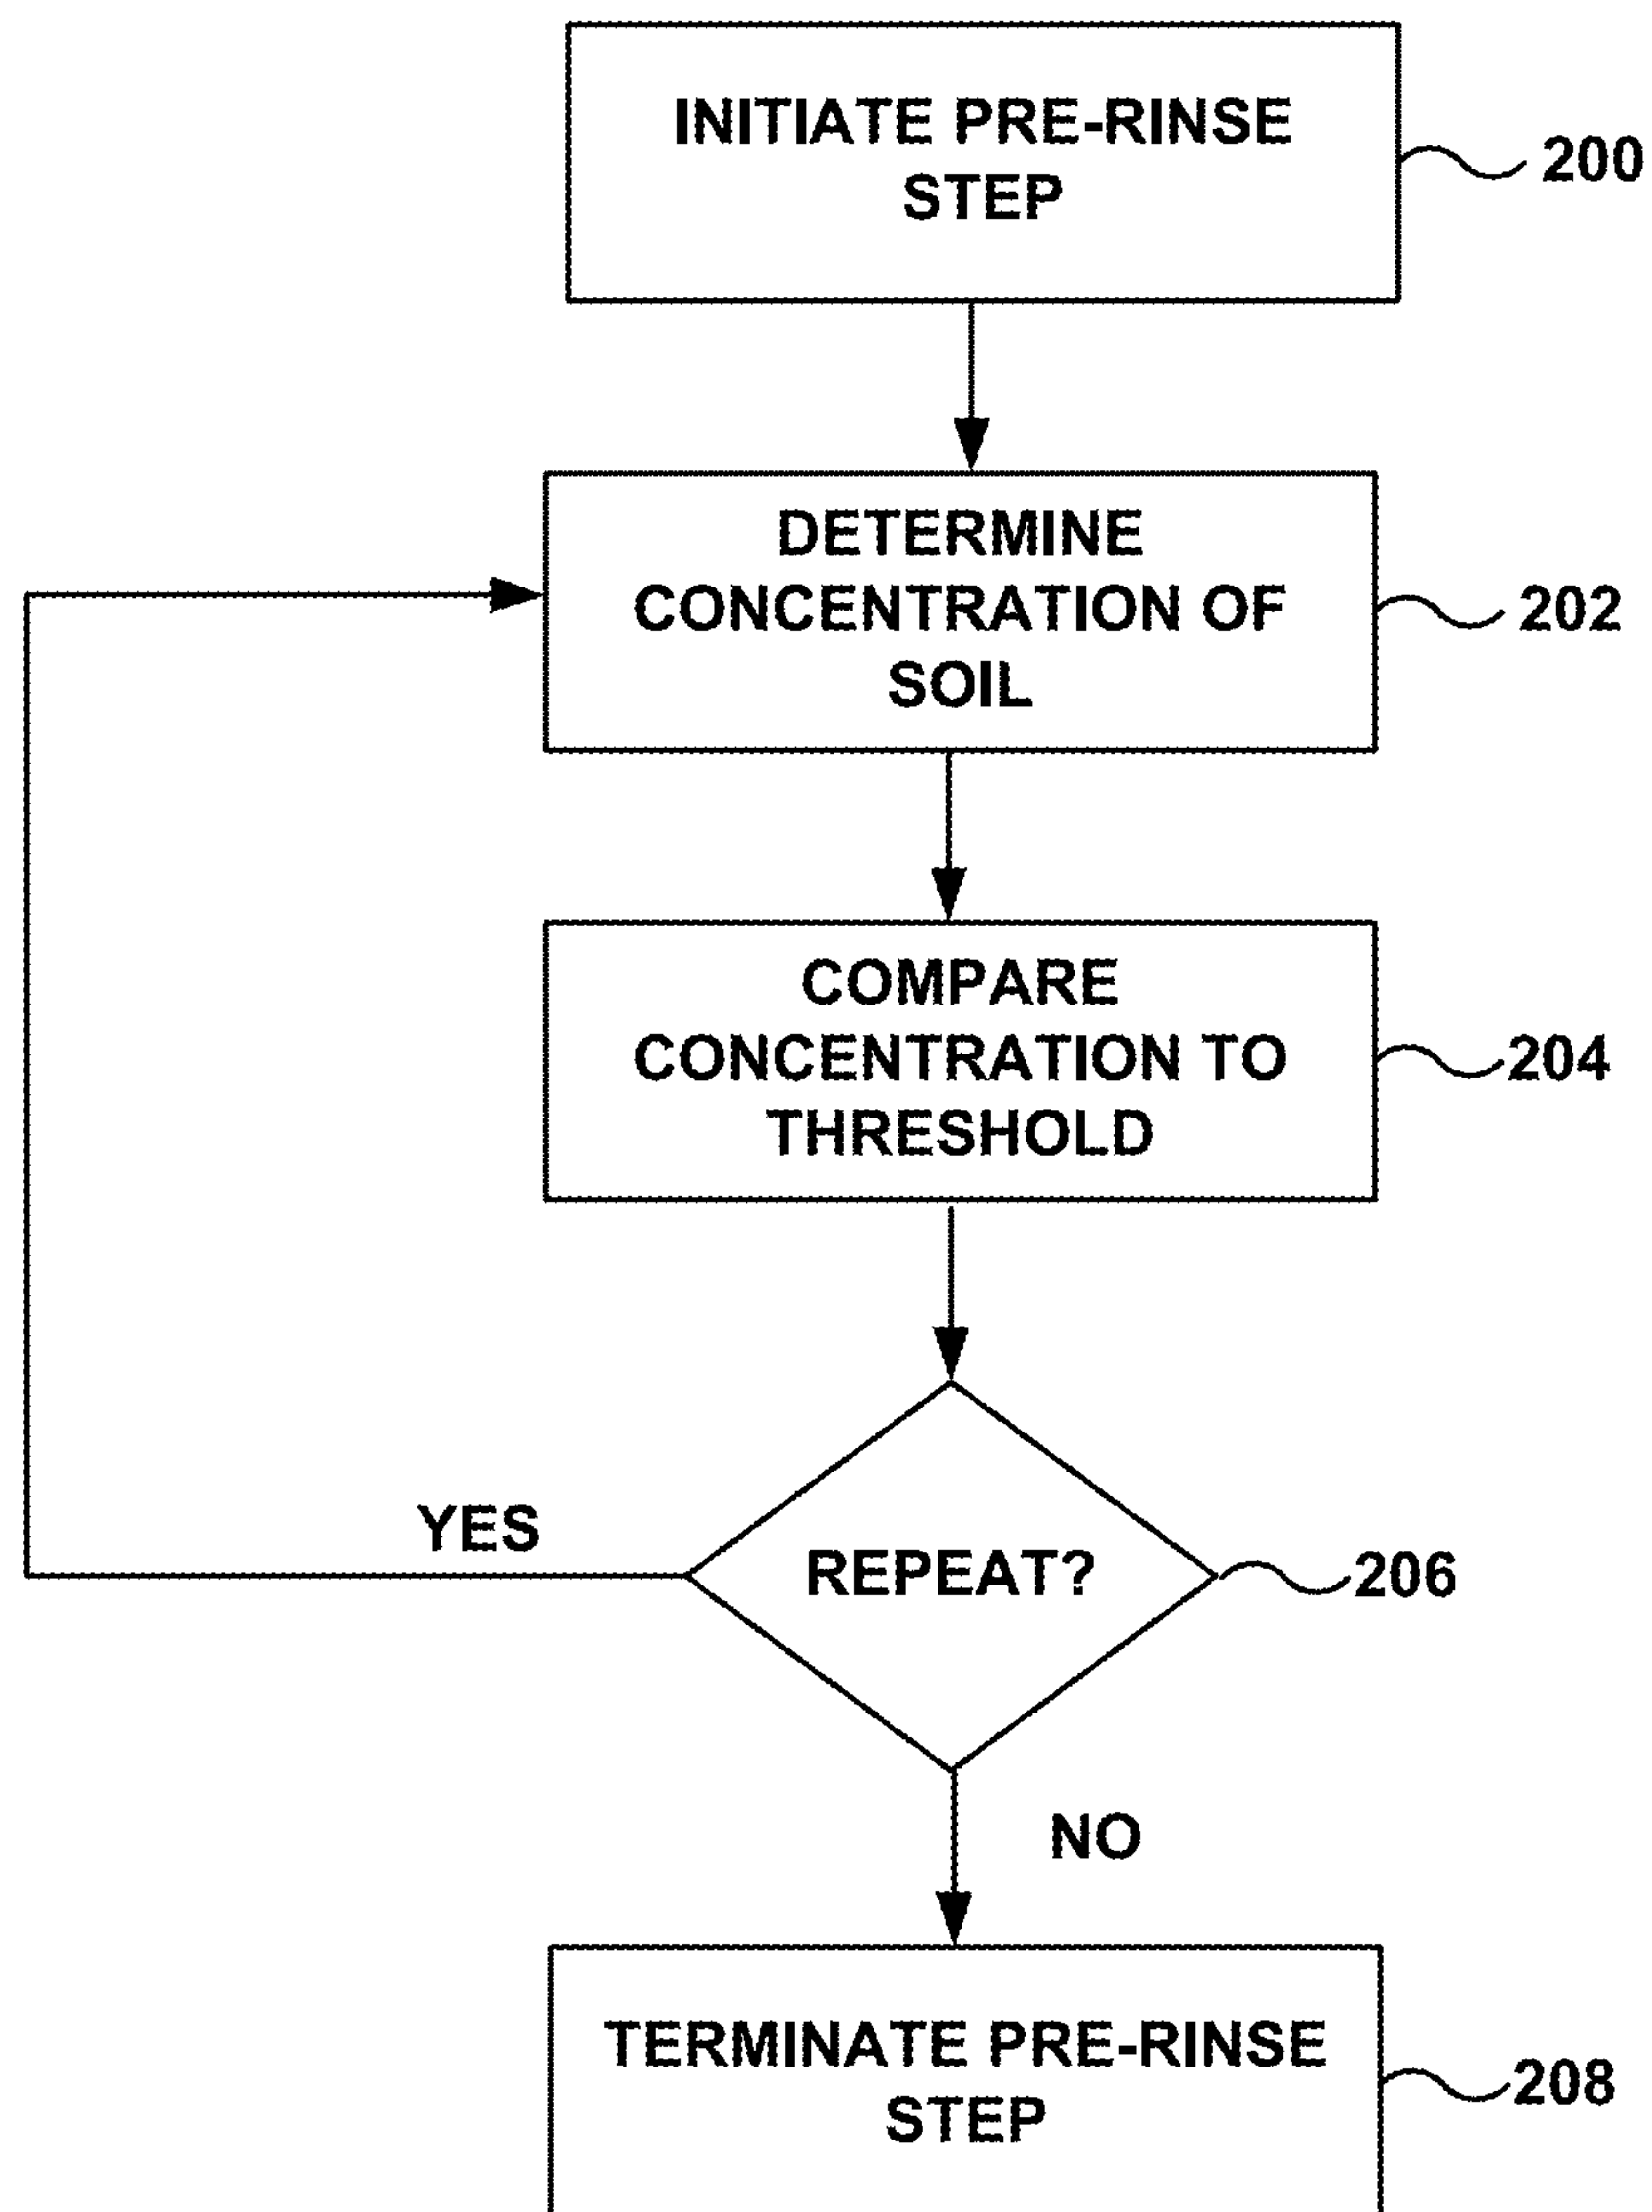 INITIATE PRE-RINSE
STEP
200
DETERMINE
CONCENTRATION OF
SOIL
202
COMPARE
CONCENTRATION TO
THRESHOLD
204
YES
REPEAT?
206
NO
TERMINATE PRE-RINSE
STEP
208